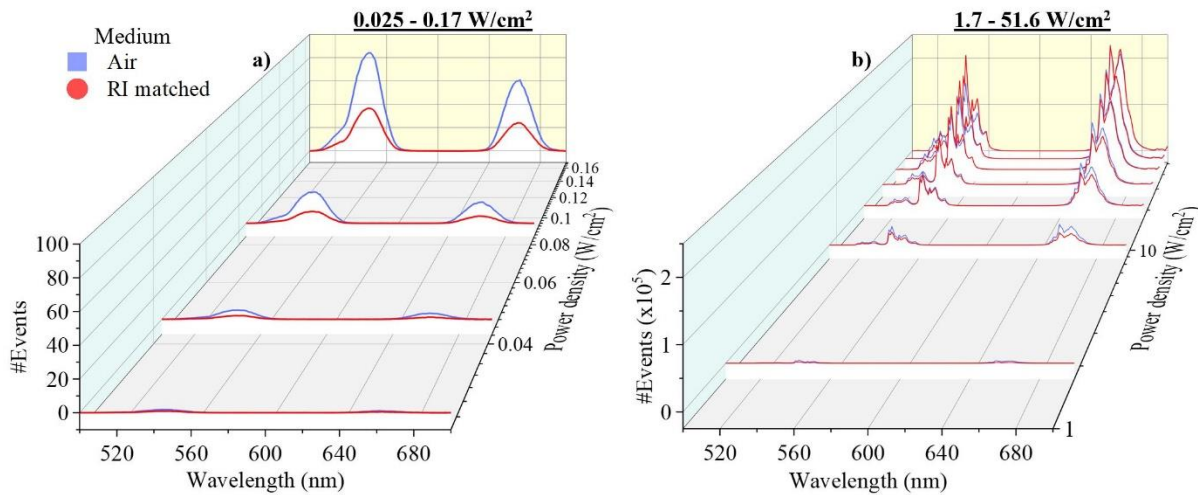 0.025 - 0.17 W/cm²
Medium
Air
RI matched
a)
0.16
0.14
0.12
0.1
0.08
0.06
0.04
Power density (W/cm²)
100
80
60
40
20
0
#Events
520 560 600 640 680
Wavelength (nm)
1.7 - 51.6 W/cm²
b)
10
1
Power density (W/cm²)
2
1
0
#Events (x10⁵)
520 560 600 640 680
Wavelength (nm)